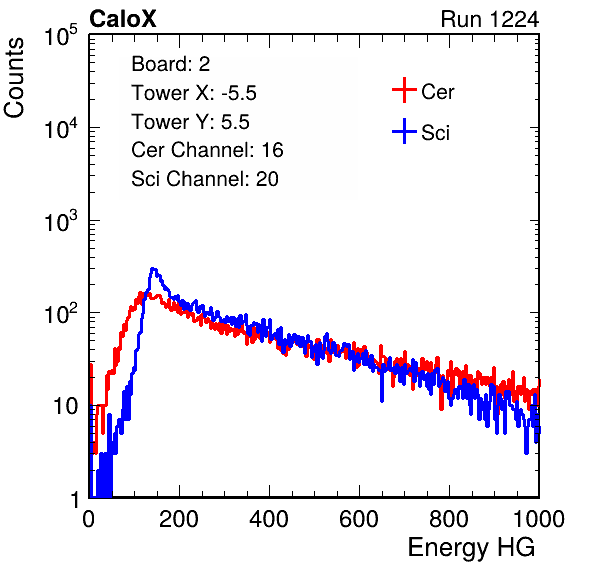 CaloX Run 1224
Counts
10^5
10^4
10^3
10^2
10
1
Board: 2
Tower X: -5.5
Tower Y: 5.5
Cer Channel: 16
Sci Channel: 20
Cer
Sci
0 200 400 600 800 1000
Energy HG